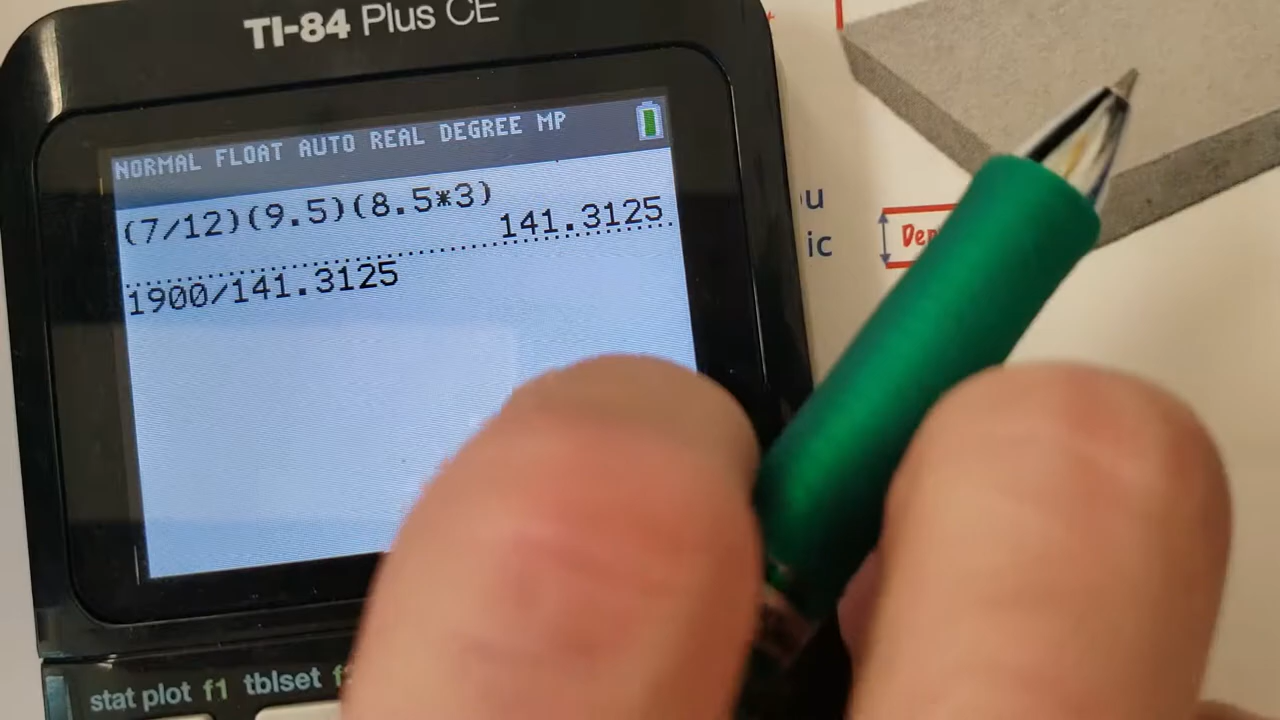 TI-84 Plus CE
NORMAL FLOAT AUTO REAL DEGREE MP
(7/12)(9.5)(8.5*3)
141.3125
1900/141.3125
stat plot f1 tblset